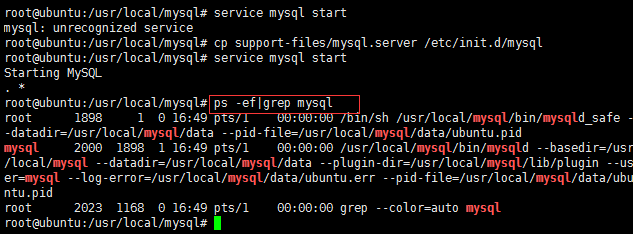 root@ubuntu:/usr/local/mysql# service mysql start
mysql: unrecognized service
root@ubuntu:/usr/local/mysql# cp support-files/mysql.server /etc/init.d/mysql
root@ubuntu:/usr/local/mysql# service mysql start
Starting MySQL
. *
root@ubuntu:/usr/local/mysql# ps -ef|grep mysql
root      1898     1  0 16:49 pts/1    00:00:00 /bin/sh /usr/local/mysql/bin/mysqld_safe -
-datadir=/usr/local/mysql/data --pid-file=/usr/local/mysql/data/ubuntu.pid
mysql     2000  1898  1 16:49 pts/1    00:00:00 /usr/local/mysql/bin/mysqld --basedir=/usr
/local/mysql --datadir=/usr/local/mysql/data --plugin-dir=/usr/local/mysql/lib/plugin --us
er=mysql --log-error=/usr/local/mysql/data/ubuntu.err --pid-file=/usr/local/mysql/data/ubu
ntu.pid
root      2023  1168  0 16:49 pts/1    00:00:00 grep --color=auto mysql
root@ubuntu:/usr/local/mysql#